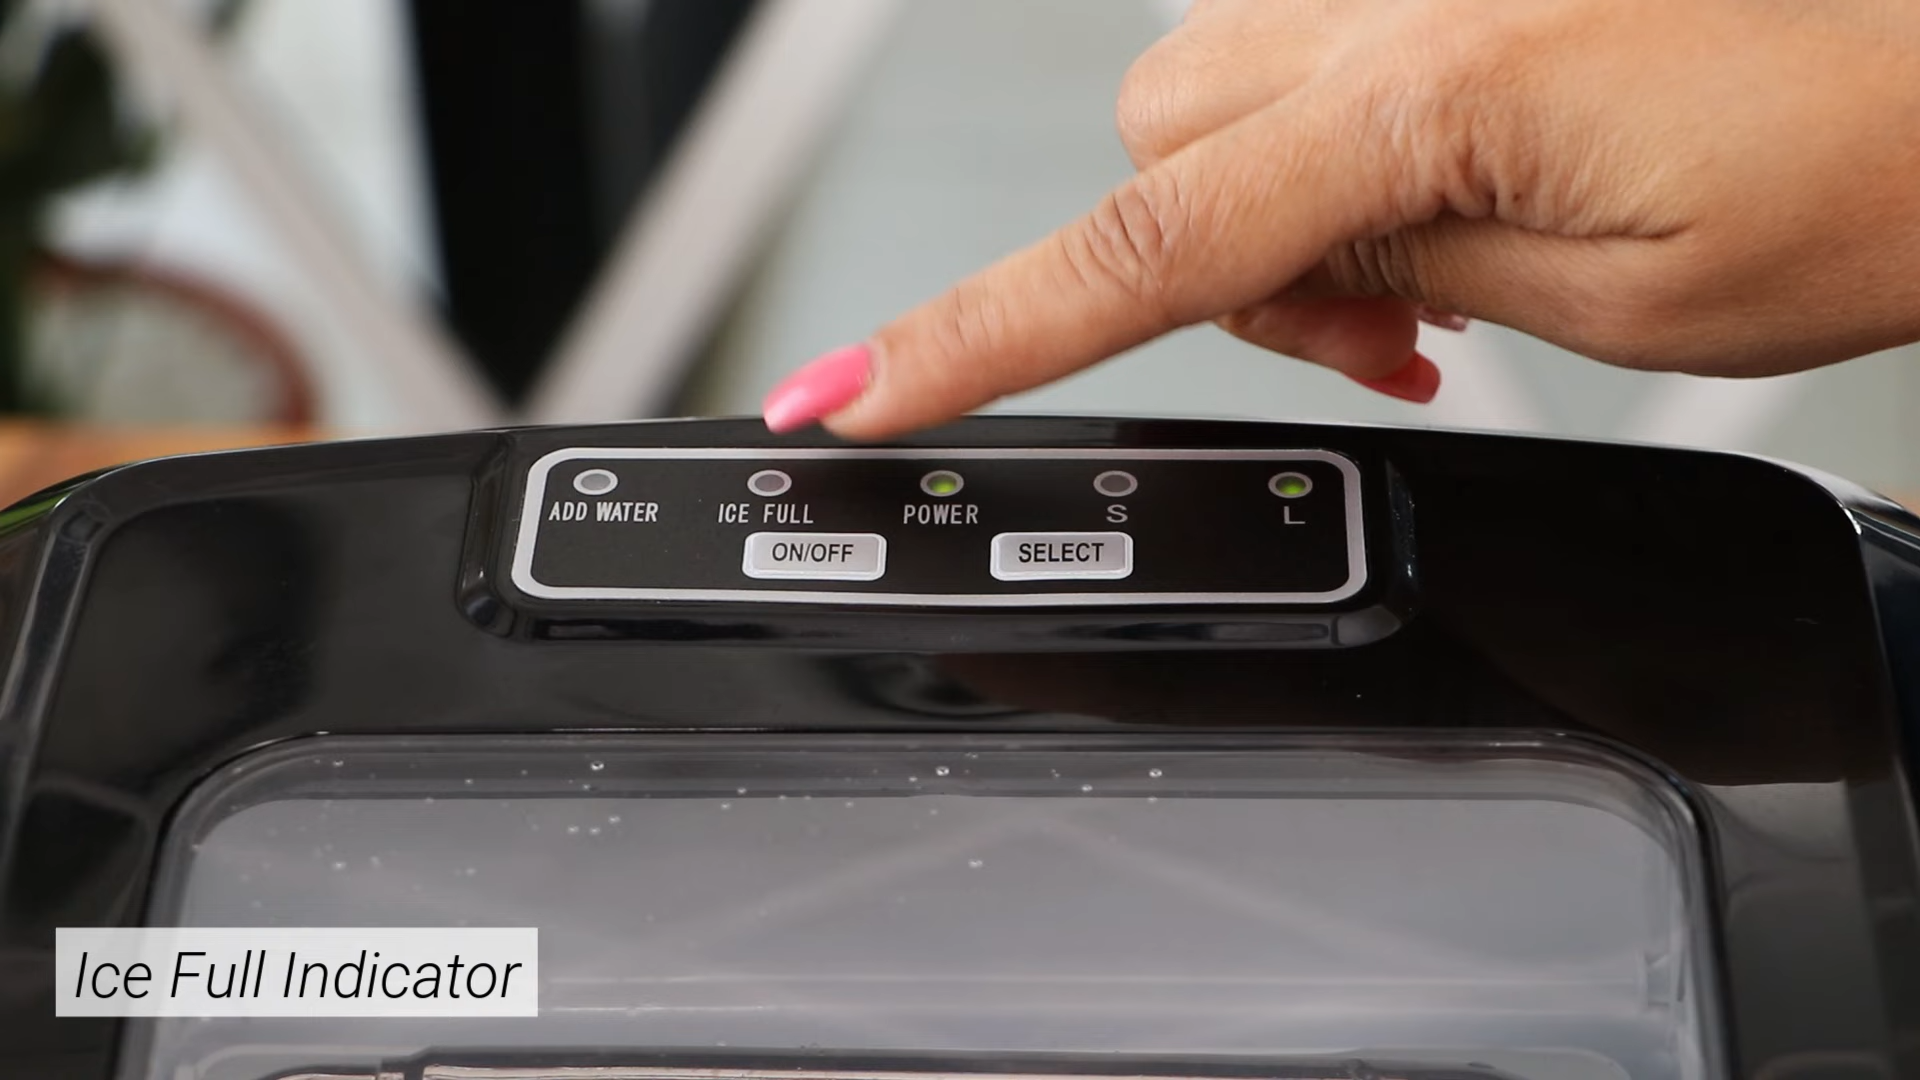 ADD WATER
ICE FULL
POWER
S
L
ON/OFF
SELECT
Ice Full Indicator